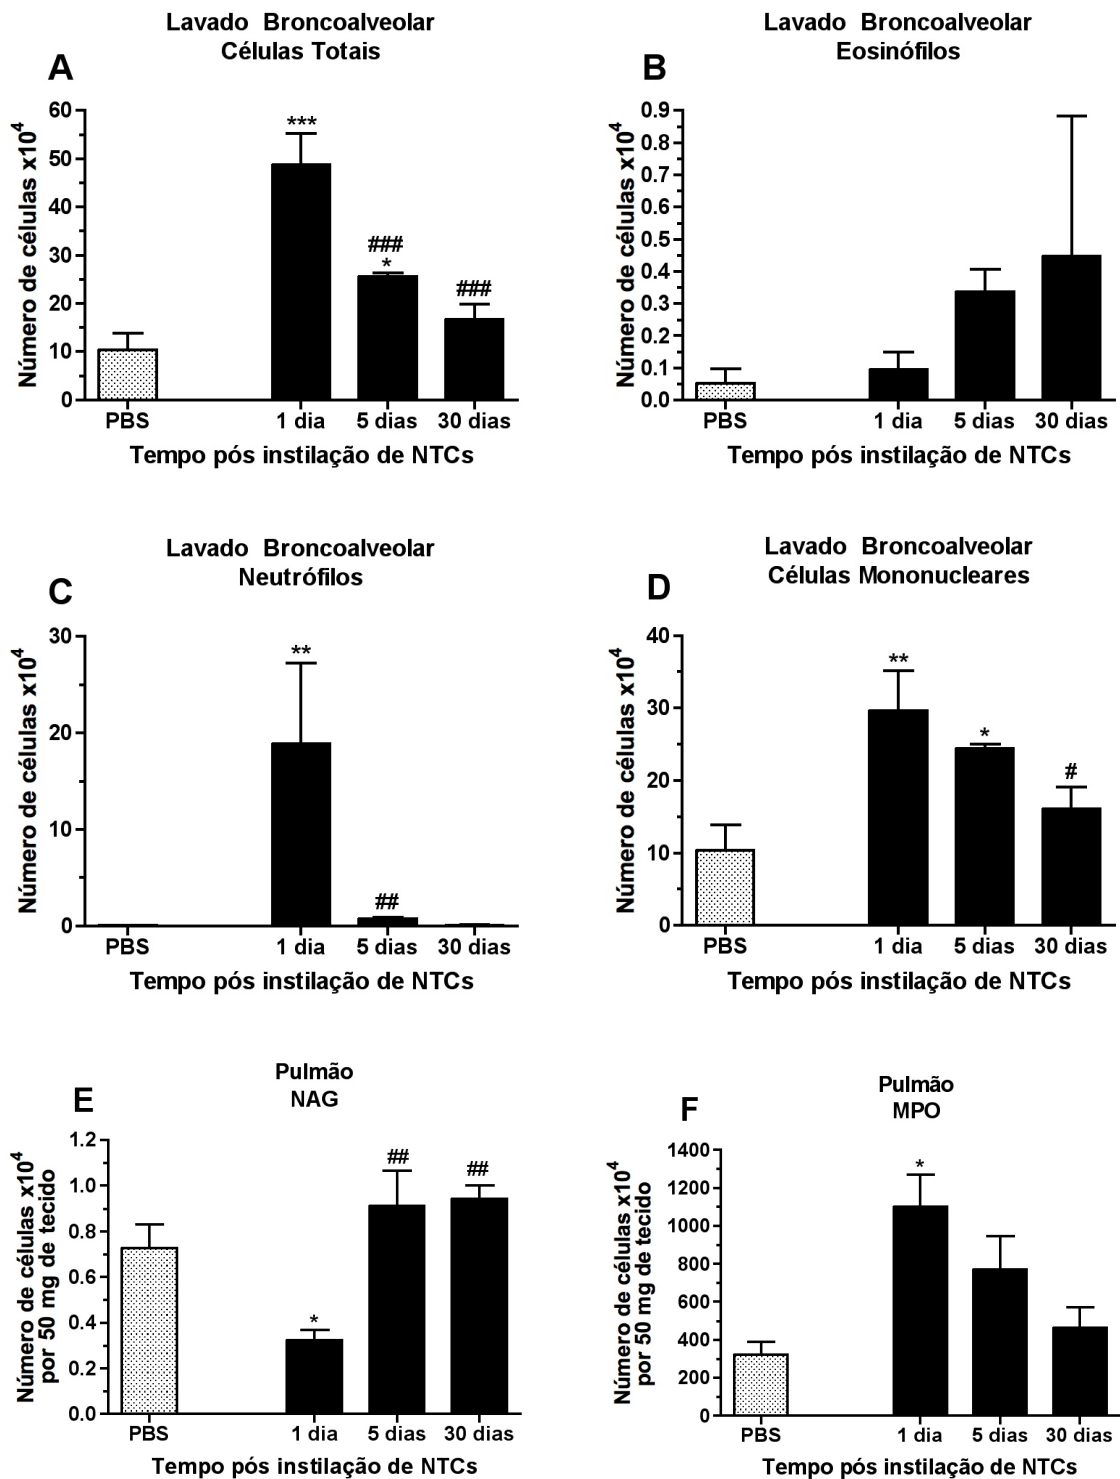 Lavado Broncoalveolar
Células Totais
A
Número de células x10⁴
60
50
40
30
20
10
0
***
###
*
###
PBS
1 dia
5 dias
30 dias
Tempo pós instilação de NTCs
Lavado Broncoalveolar
Eosinófilos
B
Número de células x10⁴
0.9
0.8
0.7
0.6
0.5
0.4
0.3
0.2
0.1
0.0
PBS
1 dia
5 dias
30 dias
Tempo pós instilação de NTCs
Lavado Broncoalveolar
Neutrófilos
C
Número de células x10⁴
30
20
10
0
**
##
PBS
1 dia
5 dias
30 dias
Tempo pós instilação de NTCs
Lavado Broncoalveolar
Células Mononucleares
D
Número de células x10⁴
40
30
20
10
0
**
*
#
PBS
1 dia
5 dias
30 dias
Tempo pós instilação de NTCs
Pulmão
NAG
E
Número de células x10⁴
por 50 mg de tecido
1.2
1.0
0.8
0.6
0.4
0.2
0.0
*
##
##
PBS
1 dia
5 dias
30 dias
Tempo pós instilação de NTCs
Pulmão
MPO
F
Número de células x10⁴
por 50 mg de tecido
1400
1200
1000
800
600
400
200
0
*
PBS
1 dia
5 dias
30 dias
Tempo pós instilação de NTCs